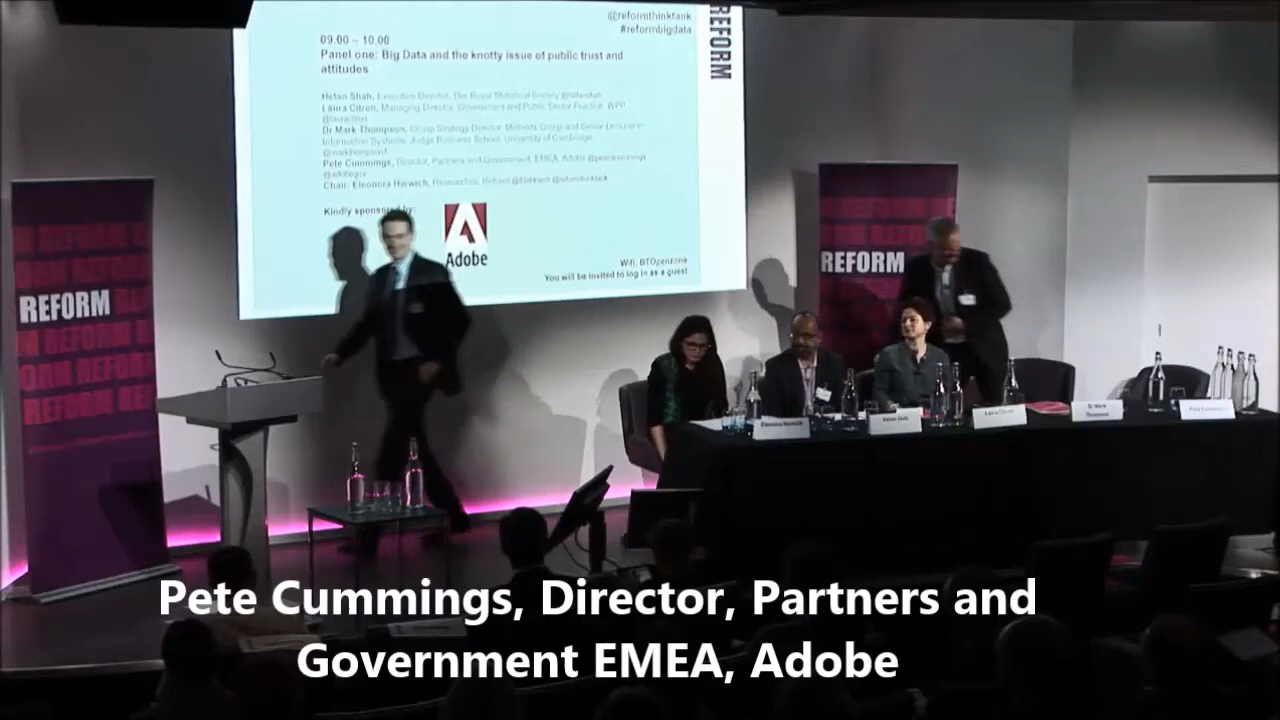 @reformthinktank
#reformbigdata
REFORM
09.00 – 10.00
Panel one: Big Data and the knotty issue of public trust and
attitudes
Hetan Shah, Executive Director, The Royal Statistical Society @hetanshah
Laura Citron, Managing Director, Government and Public Sector Practice, WPP
Dr Mark Thompson, Group Strategy Director, Methods Group and Senior Lecturer in
Information Systems, Judge Business School, University of Cambridge
Pete Cummings, Director, Partners and Government, EMEA, Adobe
Chair: Eleonora Harwich, Researcher, Reform
Kindly sponsored by:
Adobe
Wifi: BTOpenzone
You will be invited to log in as a guest
REFORM
REFORM
Pete Cummings, Director, Partners and
Government EMEA, Adobe